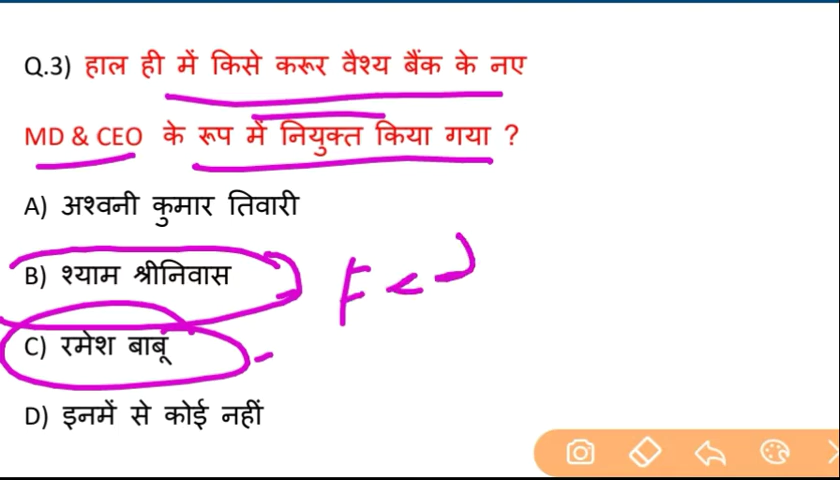 Q.3) हाल ही में किसे करूर वैश्य बैंक के नए
MD & CEO के रूप में नियुक्त किया गया ?
A) अश्वनी कुमार तिवारी
B) श्याम श्रीनिवास
C) रमेश बाबू
D) इनमें से कोई नहीं